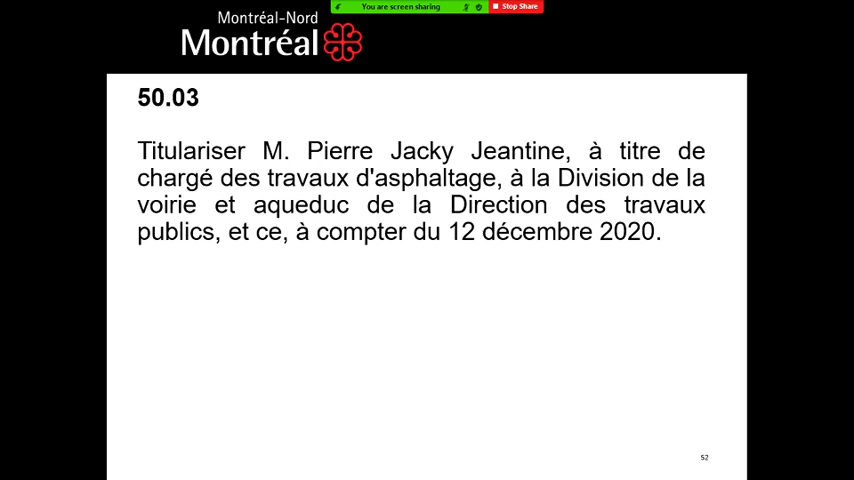 Montréal-Nord
Montréal
You are screen sharing
Stop Share
50.03
Titulariser M. Pierre Jacky Jeantine, à titre de
chargé des travaux d'asphaltage, à la Division de la
voirie et aqueduc de la Direction des travaux
publics, et ce, à compter du 12 décembre 2020.
52